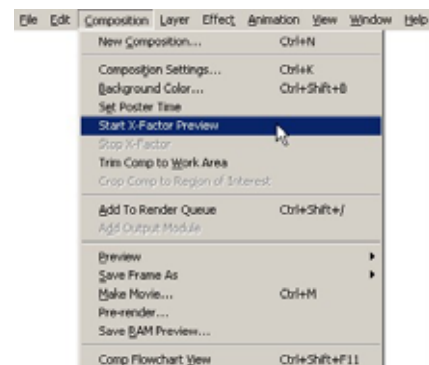 File Edit Composition Layer Effect Animation View Window Help
New Composition... Ctrl+N
Composition Settings... Ctrl+K
Background Color... Ctrl+Shift+B
Set Poster Time
Start X-Factor Preview
Stop X-Factor
Trim Comp to Work Area
Crop Comp to Region of Interest
Add To Render Queue Ctrl+Shift+/
Add Output Module
Preview
Save Frame As
Make Movie... Ctrl+M
Pre-render...
Save RAM Preview...
Comp Flowchart View Ctrl+Shift+F11